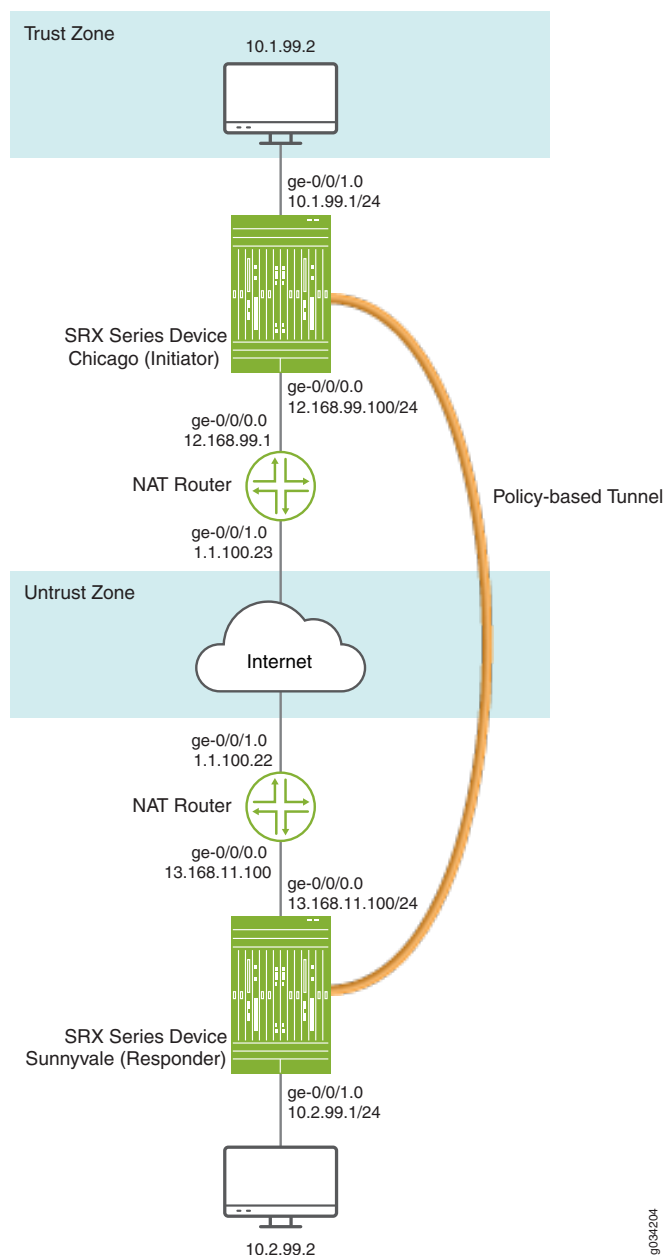 Trust Zone
10.1.99.2
ge-0/0/1.0
10.1.99.1/24
SRX Series Device
Chicago (Initiator)
ge-0/0/0.0
12.168.99.100/24
ge-0/0/0.0
12.168.99.1
NAT Router
Policy-based Tunnel
ge-0/0/1.0
1.1.100.23
Untrust Zone
Internet
ge-0/0/1.0
1.1.100.22
NAT Router
ge-0/0/0.0
13.168.11.100
ge-0/0/0.0
13.168.11.100/24
SRX Series Device
Sunnyvale (Responder)
ge-0/0/1.0
10.2.99.1/24
10.2.99.2
g034204